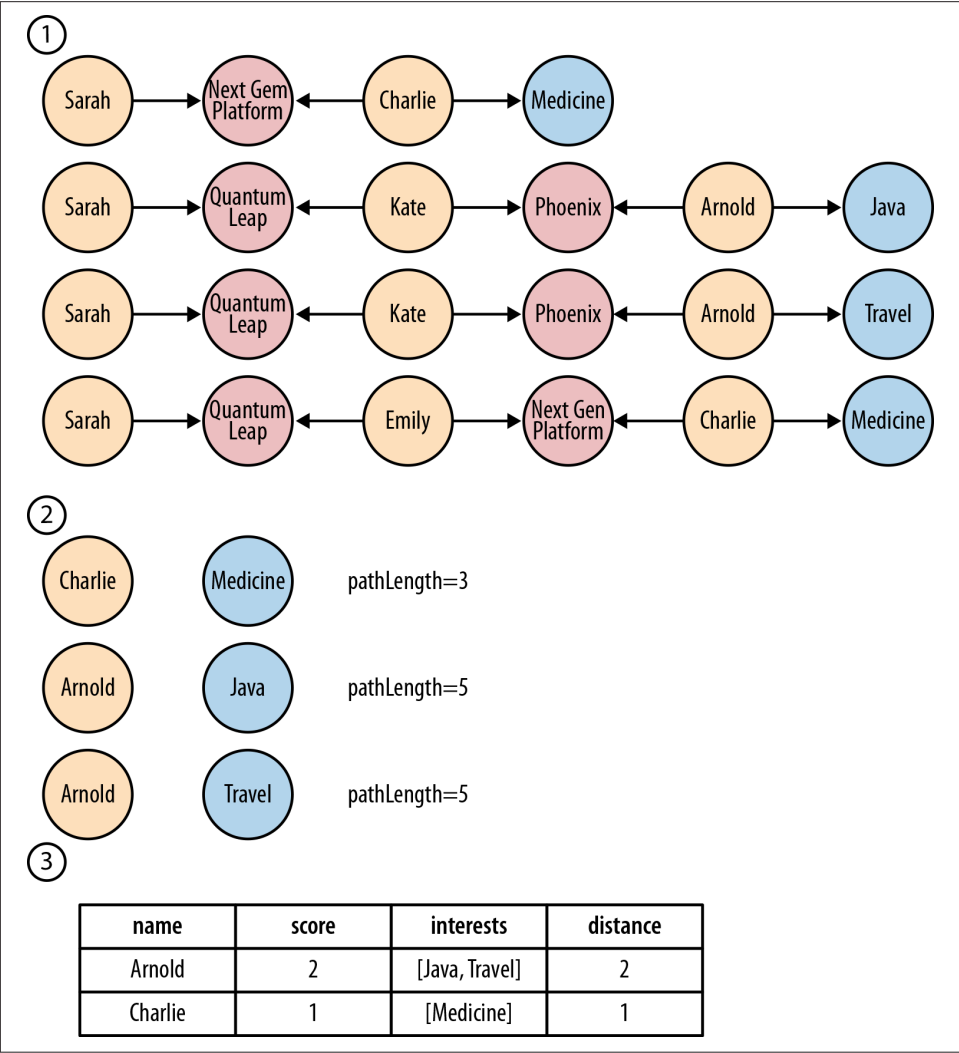 1
Sarah
Next Gem
Platform
Charlie
Medicine
Sarah
Quantum
Leap
Kate
Phoenix
Arnold
Java
Sarah
Quantum
Leap
Kate
Phoenix
Arnold
Travel
Sarah
Quantum
Leap
Emily
Next Gen
Platform
Charlie
Medicine
2
Charlie
Medicine
pathLength=3
Arnold
Java
pathLength=5
Arnold
Travel
pathLength=5
3
name score interests distance
Arnold 2 [Java, Travel] 2
Charlie 1 [Medicine] 1